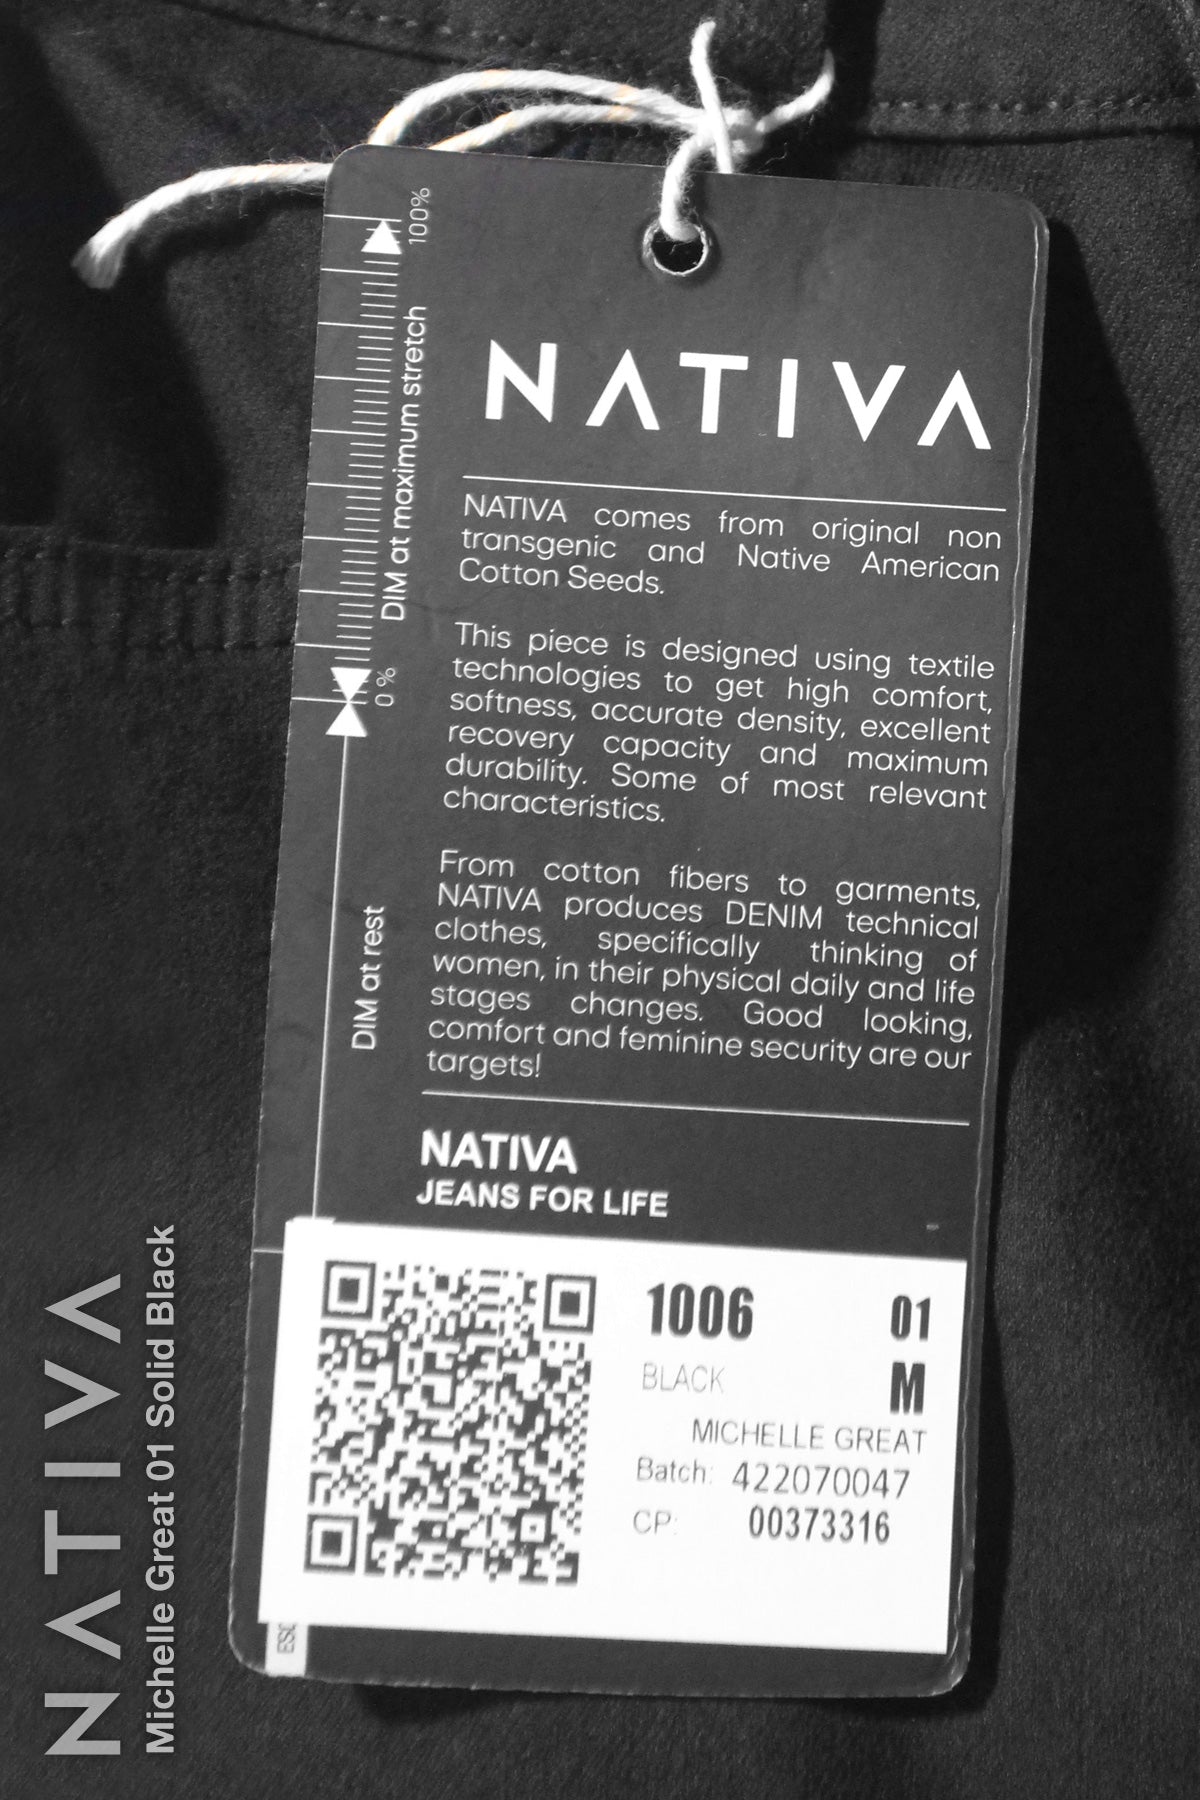 NATIVA
NATIVA comes from original non
transgenic and Native American
Cotton Seeds.
This piece is designed using textile
technologies to get high comfort,
softness, accurate density, excellent
recovery capacity and maximum
durability. Some of most relevant
characteristics.
From cotton fibers to garments,
NATIVA produces DENIM technical
clothes, specifically thinking of
women, in their physical daily and life
stages changes. Good looking,
comfort and feminine security are our
targets!
NATIVA
JEANS FOR LIFE
100%
DIM at maximum stretch
0%
DIM at rest
1006 01
BLACK M
MICHELLE GREAT
Batch: 422070047
CP: 00373316
NATIVA
Michelle Great 01 Solid Black